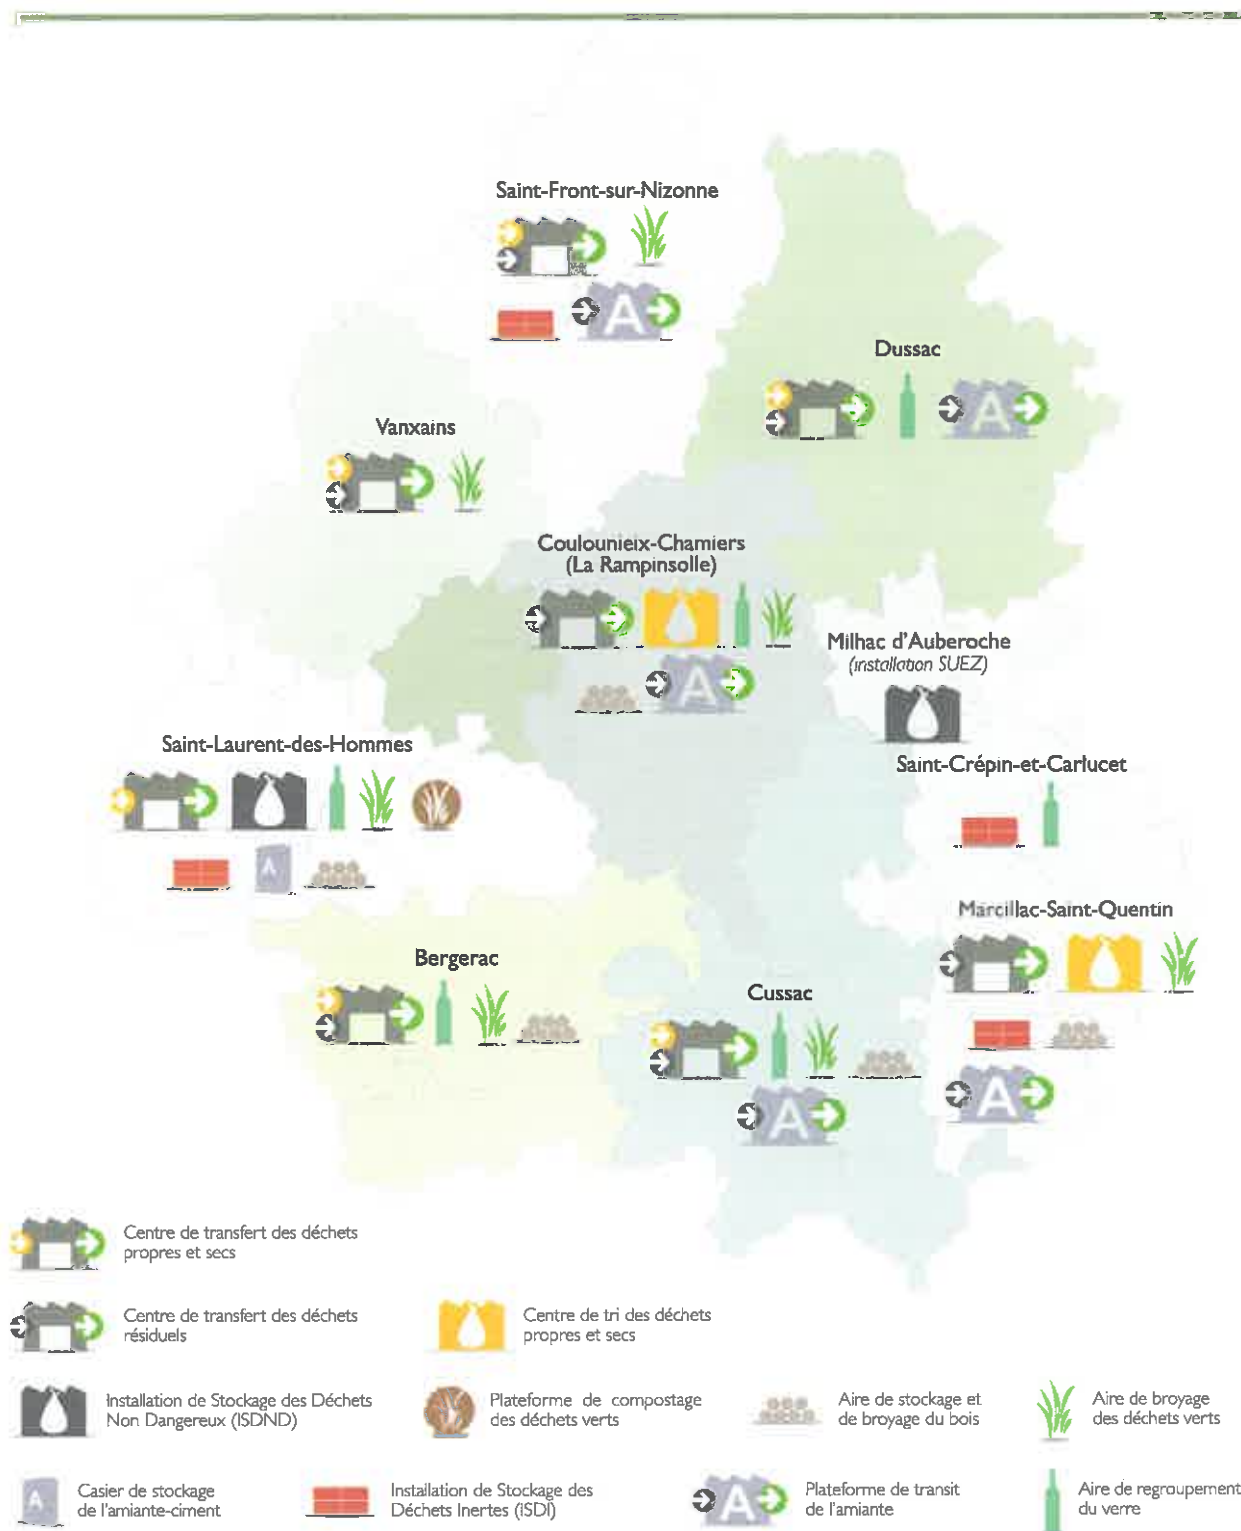 Saint-Front-sur-Nizonne
A
Dussac
A
Vanxains
Coulounieix-Chamiers
(La Rampinsolle)
A
Milhac d'Auberoche
(installation SUEZ)
Saint-Laurent-des-Hommes
A
Saint-Crépin-et-Carlucet
Marcillac-Saint-Quentin
A
Bergerac
Cussac
A
Centre de transfert des déchets
propres et secs
Centre de transfert des déchets
résiduels
Centre de tri des déchets
propres et secs
Installation de Stockage des Déchets
Non Dangereux (ISDND)
Plateforme de compostage
des déchets verts
Aire de stockage et
de broyage du bois
Aire de broyage
des déchets verts
A
Casier de stockage
de l'amiante-ciment
Installation de Stockage des
Déchets Inertes (ISDI)
A
Plateforme de transit
de l'amiante
Aire de regroupement
du verre